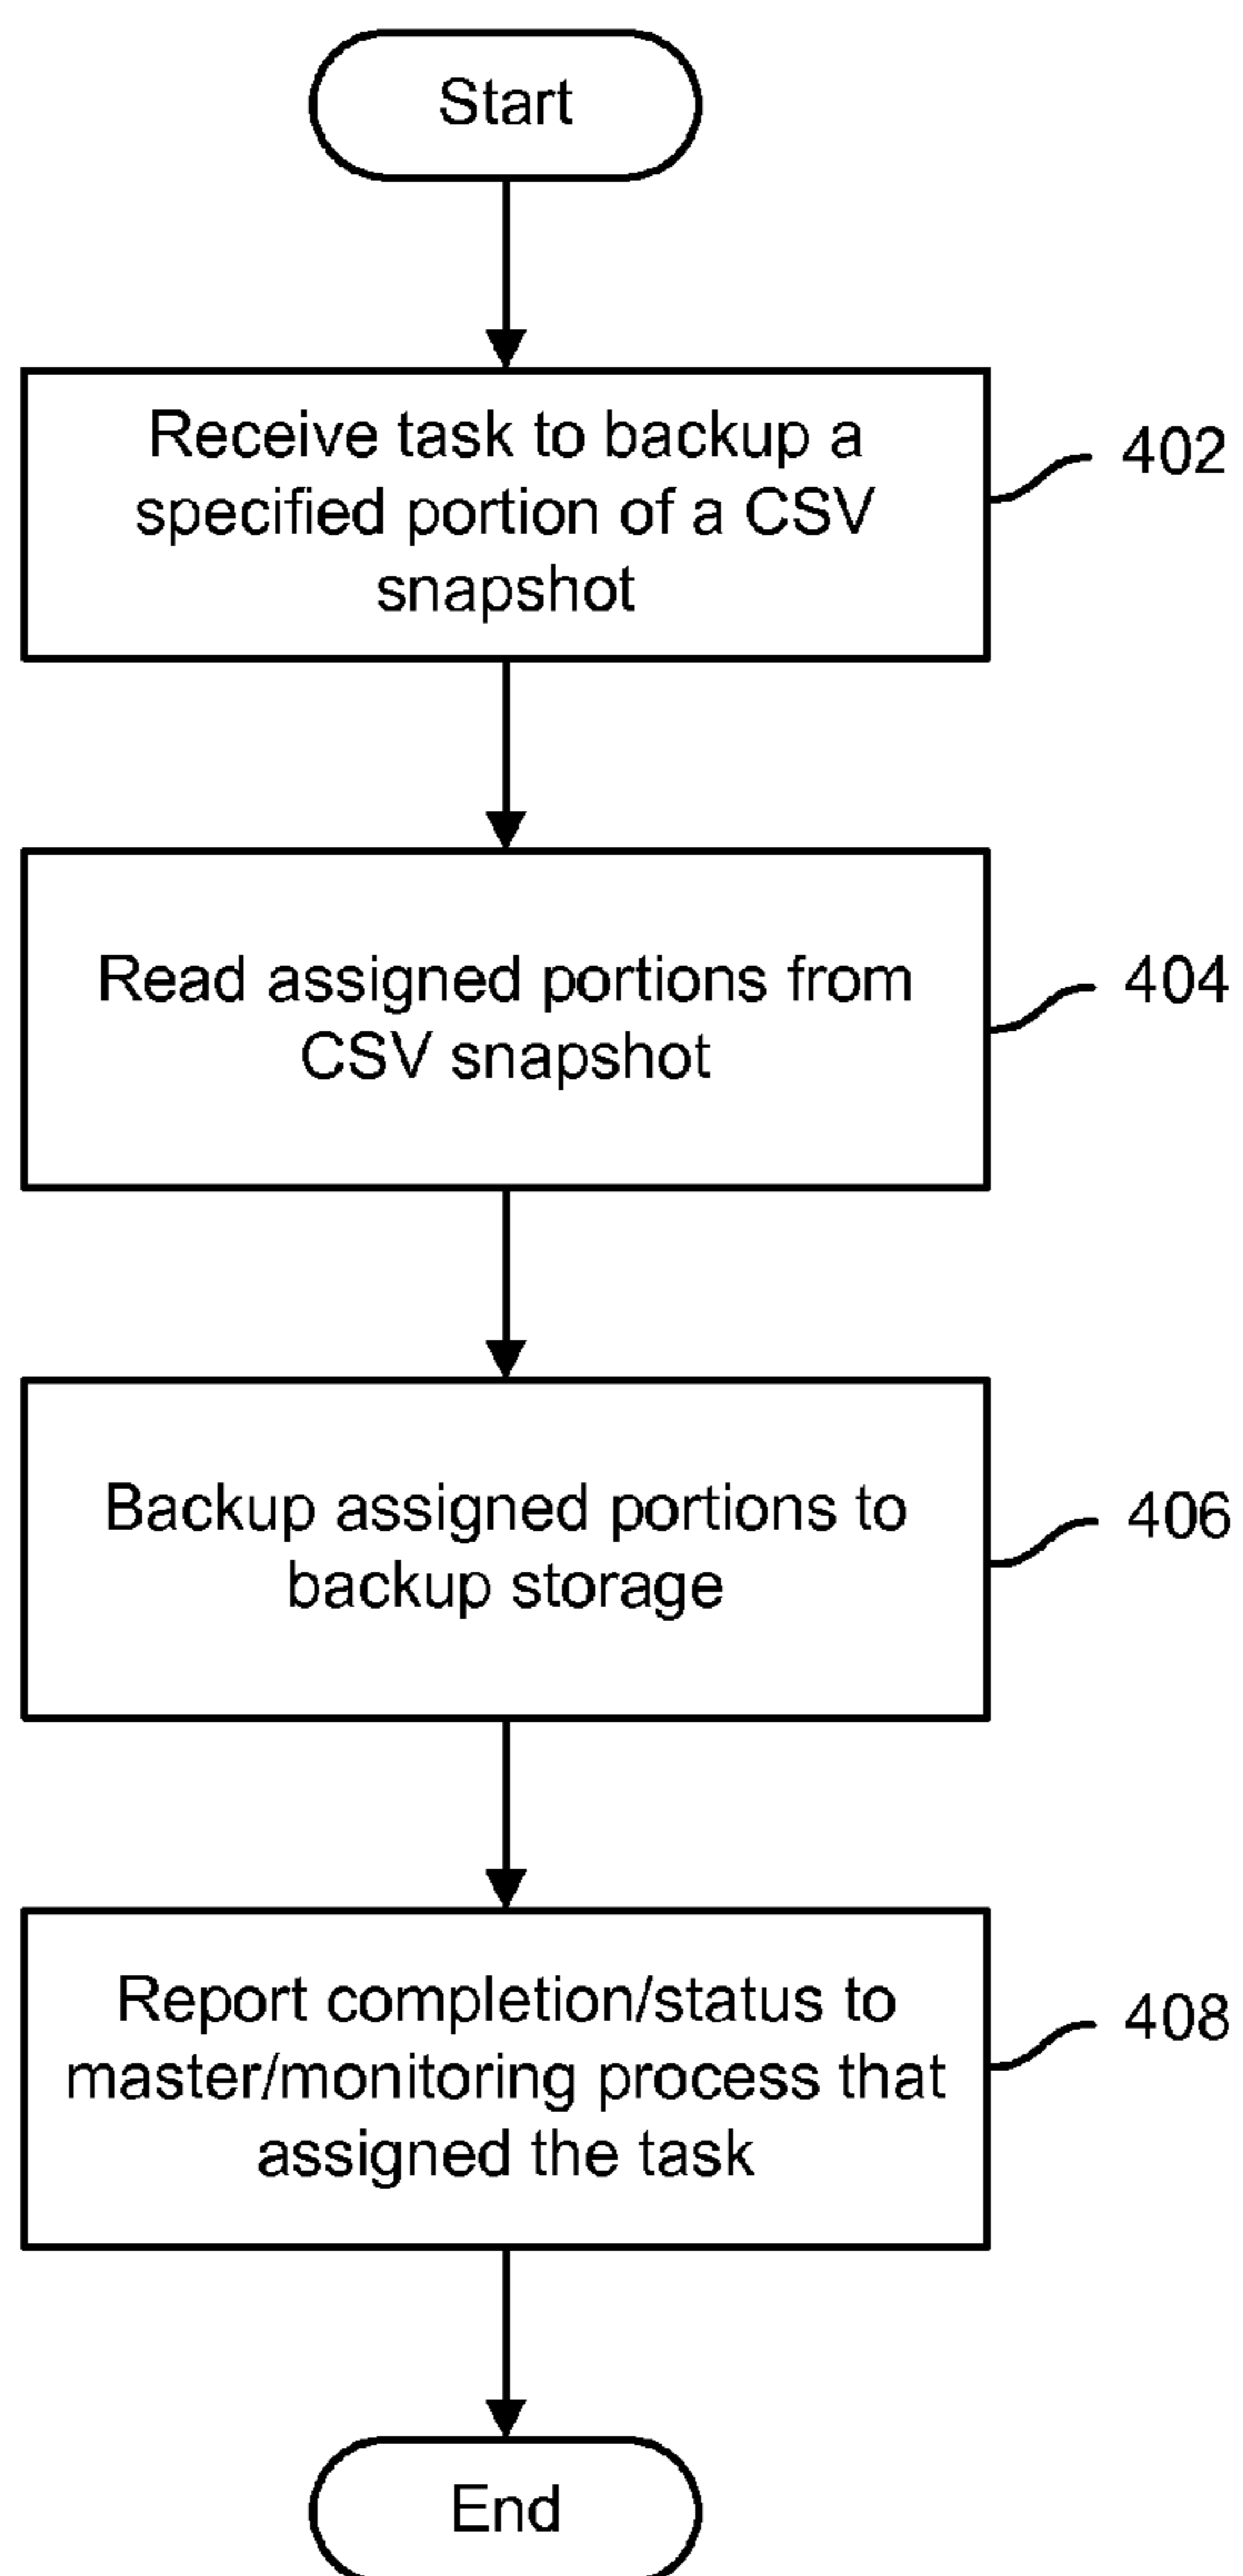 Start
Receive task to backup a
specified portion of a CSV
snapshot
402
Read assigned portions from
CSV snapshot
404
Backup assigned portions to
backup storage
406
Report completion/status to
master/monitoring process that
assigned the task
408
End